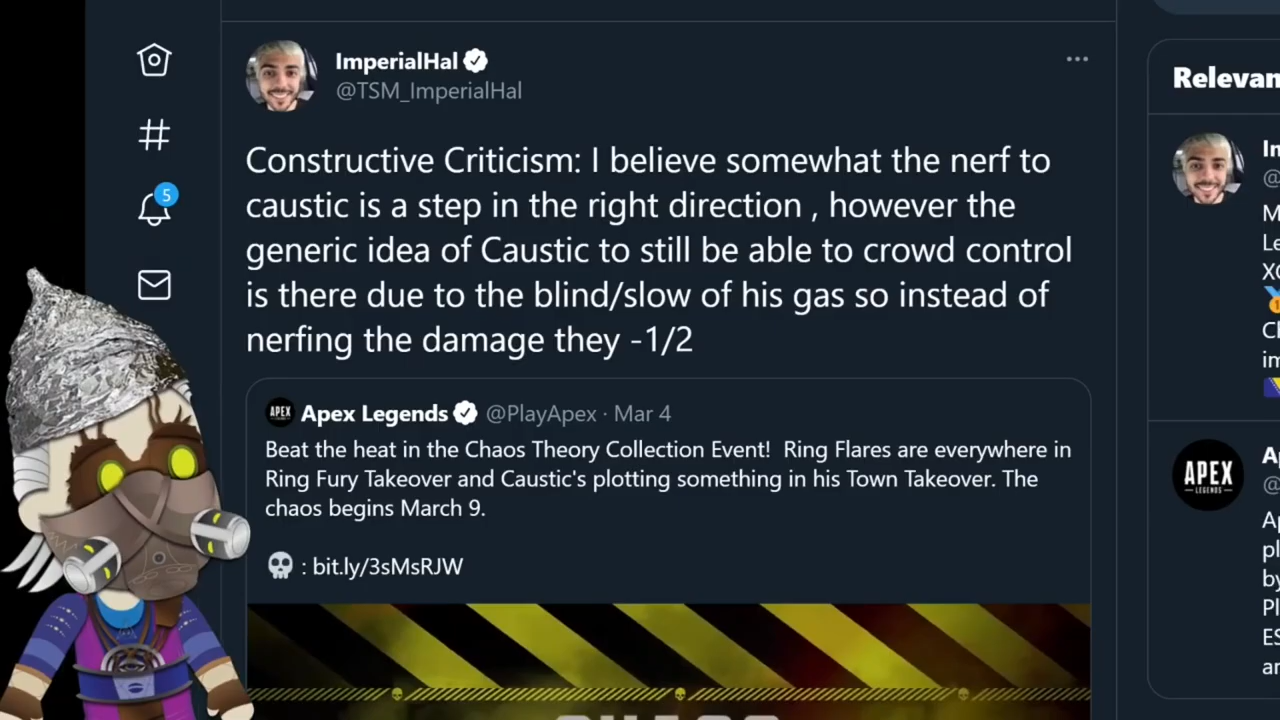 5
ImperialHal
@TSM_ImperialHal
Constructive Criticism: I believe somewhat the nerf to
caustic is a step in the right direction , however the
generic idea of Caustic to still be able to crowd control
is there due to the blind/slow of his gas so instead of
nerfing the damage they -1/2
APEX Apex Legends @PlayApex · Mar 4
Beat the heat in the Chaos Theory Collection Event! Ring Flares are everywhere in
Ring Fury Takeover and Caustic's plotting something in his Town Takeover. The
chaos begins March 9.
: bit.ly/3sMsRJW
Relevan
@
APEX
LEGENDS
@